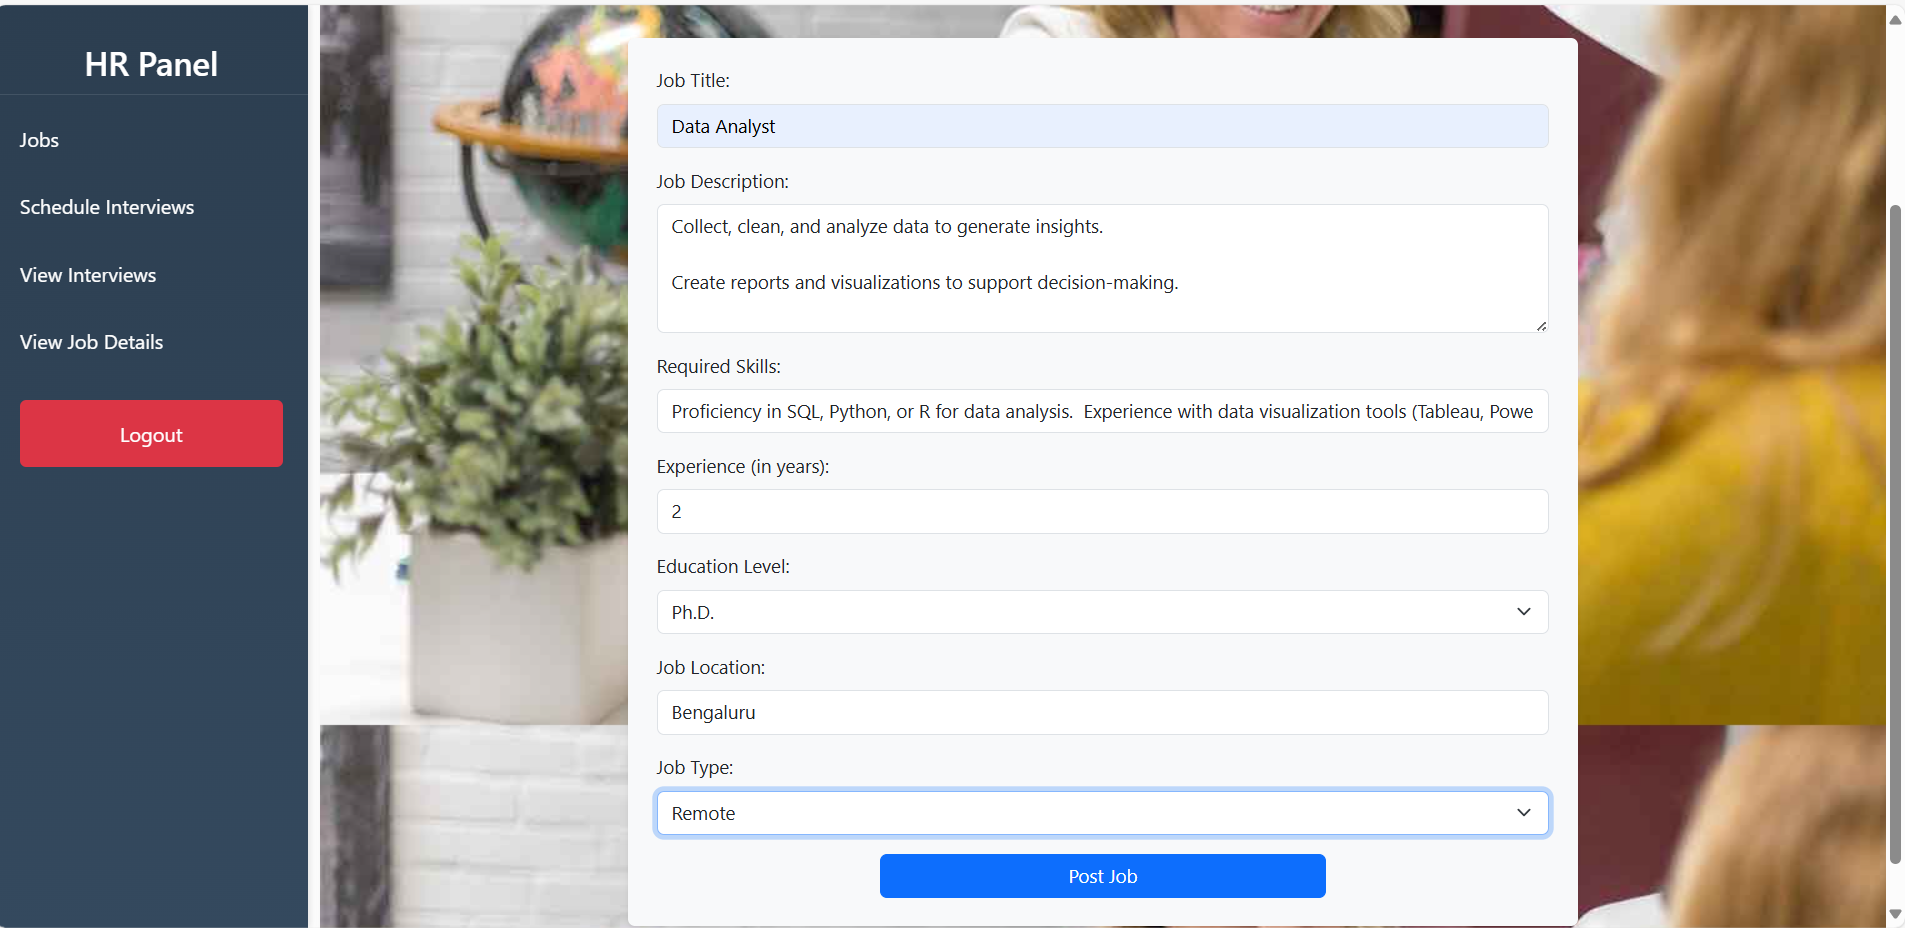 HR Panel
Jobs
Schedule Interviews
View Interviews
View Job Details
Logout
Job Title:
Data Analyst
Job Description:
Collect, clean, and analyze data to generate insights.
Create reports and visualizations to support decision-making.
Required Skills:
Proficiency in SQL, Python, or R for data analysis.  Experience with data visualization tools (Tableau, Powe
Experience (in years):
2
Education Level:
Ph.D.
Job Location:
Bengaluru
Job Type:
Remote
Post Job